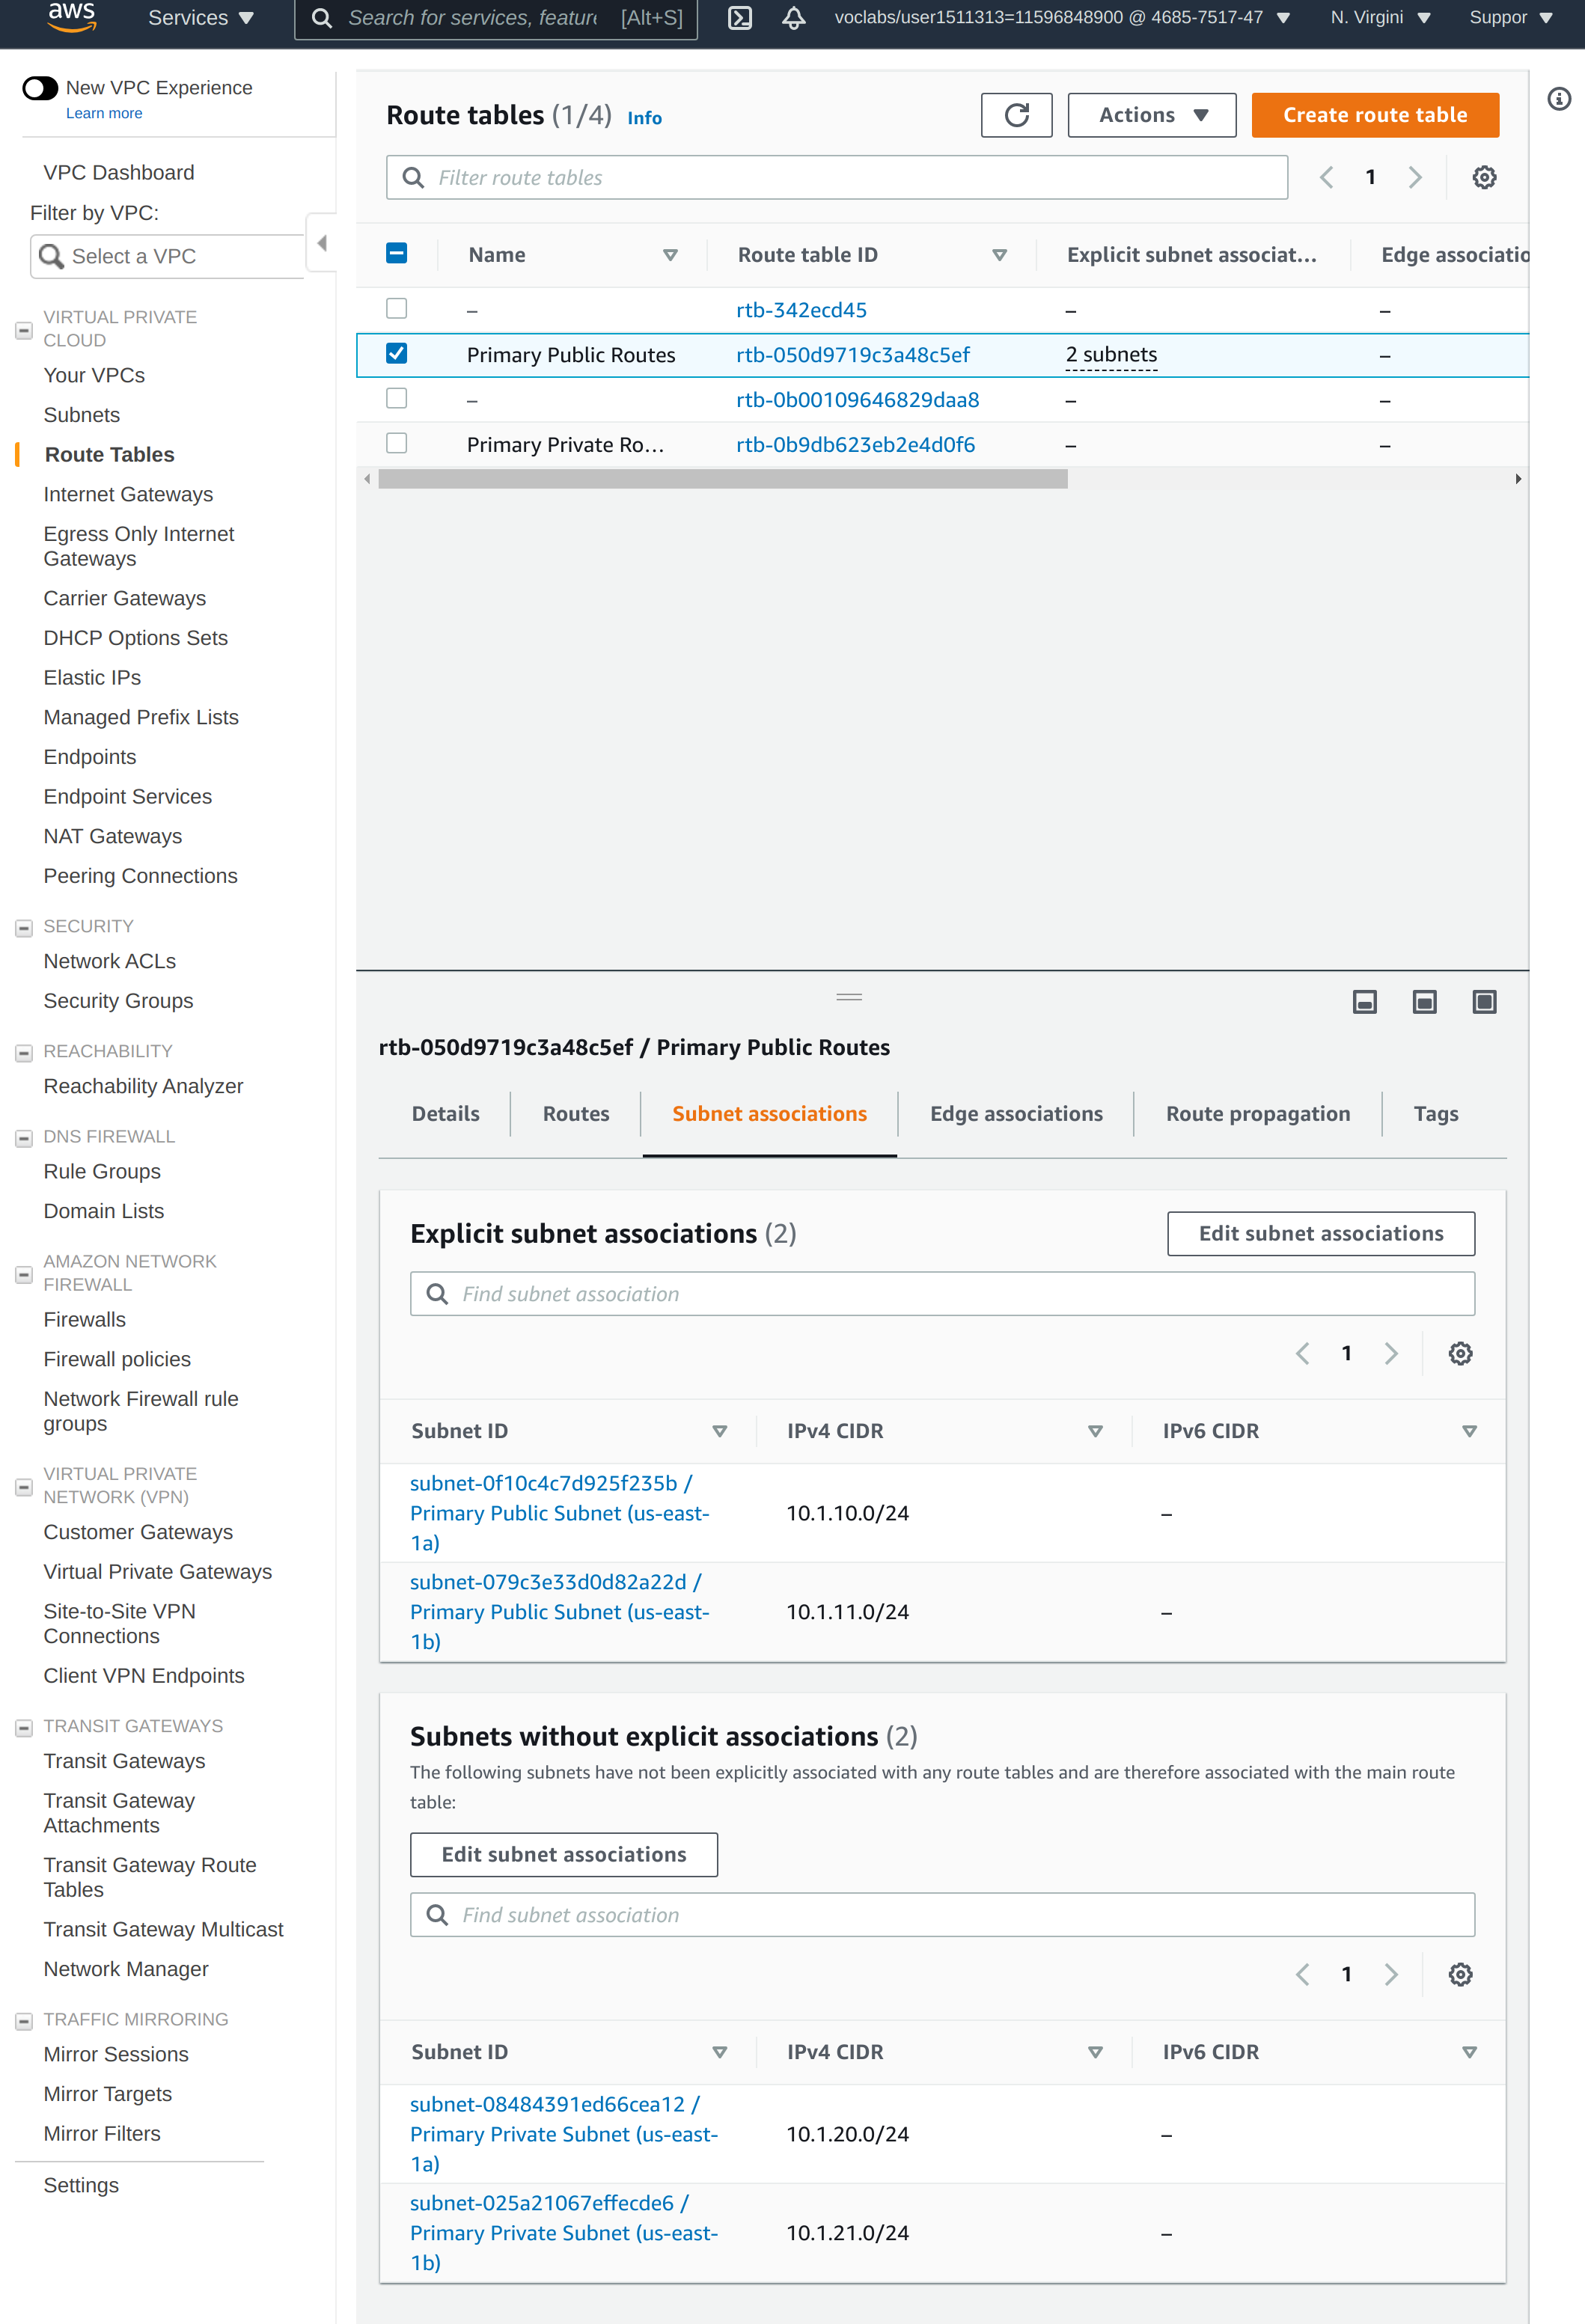 aws
Services
Search for services, feature
[Alt+S]
voclabs/user1511313=11596848900 @ 4685-7517-47
N. Virgini
Suppor
New VPC Experience
Learn more
VPC Dashboard
Filter by VPC:
Select a VPC
VIRTUAL PRIVATE
CLOUD
Your VPCs
Subnets
Route Tables
Internet Gateways
Egress Only Internet
Gateways
Carrier Gateways
DHCP Options Sets
Elastic IPs
Managed Prefix Lists
Endpoints
Endpoint Services
NAT Gateways
Peering Connections
SECURITY
Network ACLs
Security Groups
REACHABILITY
Reachability Analyzer
DNS FIREWALL
Rule Groups
Domain Lists
AMAZON NETWORK
FIREWALL
Firewalls
Firewall policies
Network Firewall rule
groups
VIRTUAL PRIVATE
NETWORK (VPN)
Customer Gateways
Virtual Private Gateways
Site-to-Site VPN
Connections
Client VPN Endpoints
TRANSIT GATEWAYS
Transit Gateways
Transit Gateway
Attachments
Transit Gateway Route
Tables
Transit Gateway Multicast
Network Manager
TRAFFIC MIRRORING
Mirror Sessions
Mirror Targets
Mirror Filters
Settings
Route tables (1/4) Info
Actions
Create route table
Filter route tables
1
Name Route table ID Explicit subnet associat... Edge associatio
– rtb-342ecd45 – –
Primary Public Routes rtb-050d9719c3a48c5ef 2 subnets –
– rtb-0b00109646829daa8 – –
Primary Private Ro... rtb-0b9db623eb2e4d0f6 – –
rtb-050d9719c3a48c5ef / Primary Public Routes
Details Routes Subnet associations Edge associations Route propagation Tags
Explicit subnet associations (2)
Edit subnet associations
Find subnet association
1
Subnet ID IPv4 CIDR IPv6 CIDR
subnet-0f10c4c7d925f235b /
Primary Public Subnet (us-east- 10.1.10.0/24 –
1a)
subnet-079c3e33d0d82a22d /
Primary Public Subnet (us-east- 10.1.11.0/24 –
1b)
Subnets without explicit associations (2)
The following subnets have not been explicitly associated with any route tables and are therefore associated with the main route
table:
Edit subnet associations
Find subnet association
1
Subnet ID IPv4 CIDR IPv6 CIDR
subnet-08484391ed66cea12 /
Primary Private Subnet (us-east- 10.1.20.0/24 –
1a)
subnet-025a21067effecde6 /
Primary Private Subnet (us-east- 10.1.21.0/24 –
1b)